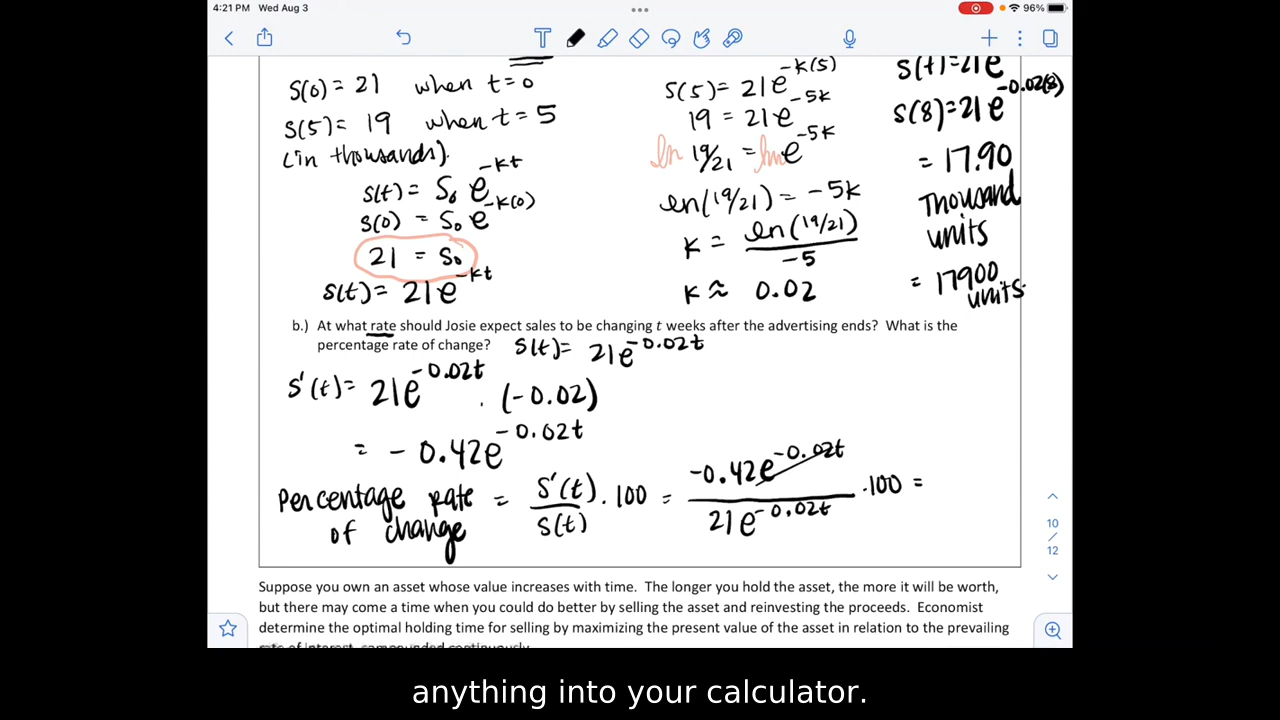 4:21 PM Wed Aug 3
96%
S(0) = 21 when t = 0
S(5) = 19 when t = 5
(in thousands).
S(t) = S₀ e^-kt
S(0) = S₀ e^-k(0)
21 = S₀
S(t) = 21e^-kt
S(5) = 21e^-k(5)
19 = 21e^-5k
ln 19/21 = ln e^-5k
ln(19/21) = -5k
k = ln(19/21) / -5
k ≈ 0.02
S(t) = 21e
S(8) = 21e^-0.02(8)
= 17.90
Thousand
units
= 17900
units
b.) At what rate should Josie expect sales to be changing t weeks after the advertising ends? What is the
percentage rate of change? S(t) = 21e^-0.02t
S'(t) = 21e^-0.02t · (-0.02)
= -0.42e^-0.02t
Percentage rate of change = S'(t)/S(t) · 100 = -0.42e^-0.02t / 21e^-0.02t · 100 =
10
/
12
Suppose you own an asset whose value increases with time. The longer you hold the asset, the more it will be worth,
but there may come a time when you could do better by selling the asset and reinvesting the proceeds. Economist
determine the optimal holding time for selling by maximizing the present value of the asset in relation to the prevailing
rate of interest, compounded continuously.
anything into your calculator.